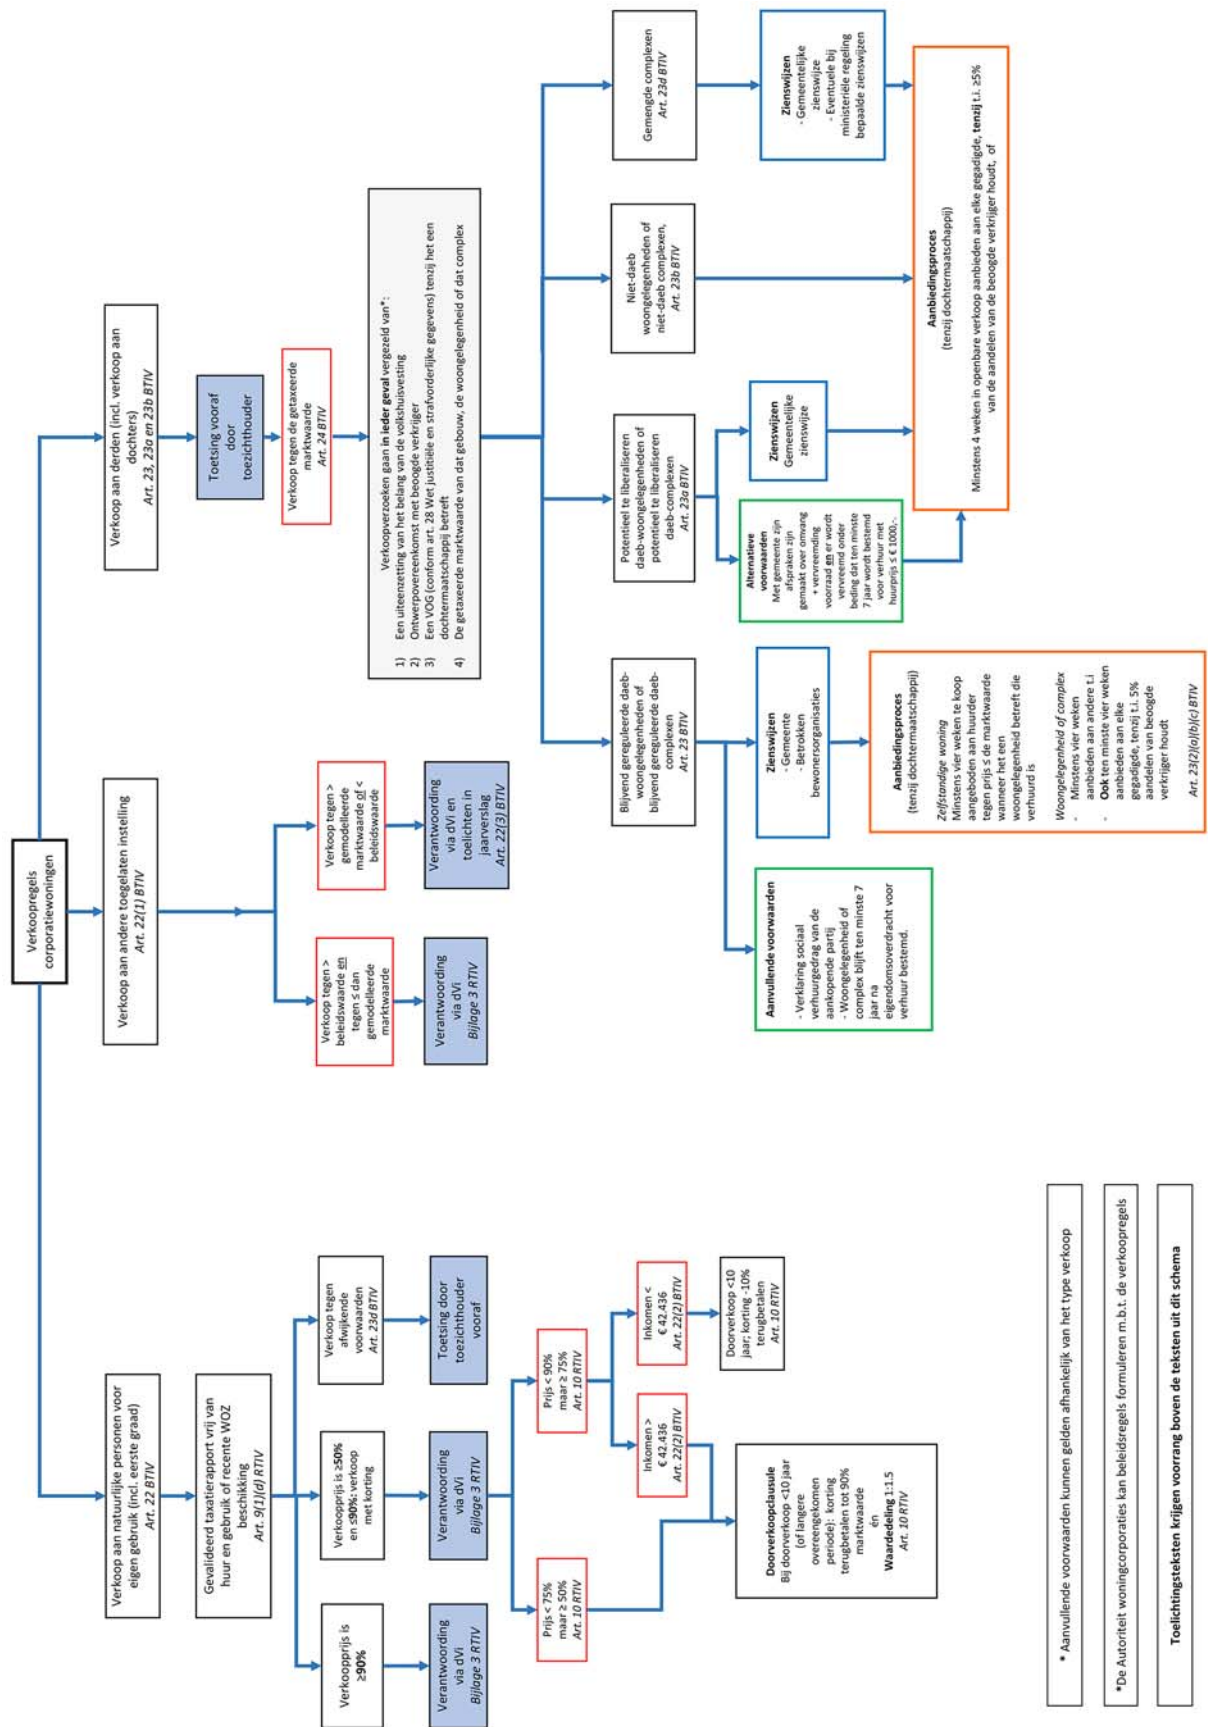 Verkoopregels
corporatiewoningen
Verkoop aan natuurlijke personen voor
eigen gebruik (incl. eerste graad)
Art. 22 BTIV
Gevalideerd taxatierapport vrij van
huur en gebruik of recente WOZ
beschikking
Art. 9(1)(d) RTIV
Verkoopprijs is
≥90%
Verantwoording
via dVi
Bijlage 3 RTIV
Verkoopprijs is ≥50%
en ≤90%: verkoop
met korting
Verantwoording
via dVi
Bijlage 3 RTIV
Verkoop tegen
afwijkende
voorwaarden
Art. 23d BTIV
Toetsing door
toezichthouder
vooraf
Prijs < 75%
maar ≥ 50%
Art. 10 RTIV
Prijs < 90%
maar ≥ 75%
Art. 10 RTIV
Inkomen >
€ 42.436
Art. 22(2) BTIV
Inkomen <
€ 42.436
Art. 22(2) BTIV
Doorverkoop <10
jaar; korting -10%
terugbetalen
Art. 10 RTIV
Doorverkoopclausule
Bij doorverkoop <10 jaar
(of langere
overeengekomen
periode): korting
terugbetalen tot 90%
marktwaarde
én
Waardedeling 1:1.5
Art. 10 RTIV
Verkoop aan andere toegelaten instelling
Art. 22(1) BTIV
Verkoop tegen >
beleidswaarde en
tegen ≤ dan
gemodelleerde
marktwaarde
Verantwoording
via dVi
Bijlage 3 RTIV
Verkoop tegen >
gemodelleerde
marktwaarde of <
beleidswaarde
Verantwoording
via dVi en
toelichten in
jaarverslag
Art. 22(3) BTIV
Verkoop aan derden (incl. verkoop aan
dochters)
Art. 23, 23a en 23b BTIV
Toetsing vooraf
door
toezichthouder
Verkoop tegen de getaxeerde
marktwaarde
Art. 24 BTIV
Verkoopverzoeken gaan in ieder geval vergezeld van*:
1) Een uiteenzetting van het belang van de volkshuisvesting
2) Ontwerpovereenkomst met beoogde verkrijger
3) Een VOG (conform art. 28 Wet justitiële en strafvorderlijke gegevens) tenzij het een
dochtermaatschappij betreft
4) De getaxeerde marktwaarde van dat gebouw, de woongelegenheid of dat complex
Blijvend gereguleerde daeb-
woongelegenheden of
blijvend gereguleerde daeb-
complexen
Art. 23 BTIV
Aanvullende voorwaarden
- Verklaring sociaal
verhuurgedrag van de
aankopende partij
- Woongelegenheid of
complex blijft ten minste 7
jaar na
eigendomsoverdracht voor
verhuur bestemd.
Zienswijzen
- Gemeente
- Betrokken
bewonersorganisaties
Aanbiedingsproces
(tenzij dochtermaatschappij)
Zelfstandige woning
Minstens vier weken te koop
aangeboden aan huurder
tegen prijs ≤ de marktwaarde
wanneer het een
woongelegenheid betreft die
verhuurd is
Woongelegenheid of complex
- Minstens vier weken
aanbieden aan andere t.i
- Ook ten minste vier weken
aanbieden aan elke
gegadigde, tenzij t.i. 5%
aandelen van beoogde
verkrijger houdt
Art. 23(2)(a)(b)(c) BTIV
Potentieel te liberaliseren
daeb-woongelegenheden of
potentieel te liberaliseren
daeb-complexen
Art. 23a BTIV
Alternatieve
voorwaarden
Met gemeente zijn
afspraken zijn
gemaakt over omvang
+ vervreemding
voorraad en er wordt
vervreemd onder
beding dat ten minste
7 jaar wordt bestemd
voor verhuur met
huurprijs ≤ € 1000,-.
Zienswijzen
Gemeentelijke
zienswijze
Niet-daeb
woongelegenheden of
niet-daeb complexen,
Art. 23b BTIV
Gemengde complexen
Art. 23d BTIV
Zienswijzen
- Gemeentelijke
zienswijze
- Eventuele bij
ministeriële regeling
bepaalde zienswijzen
Aanbiedingsproces
(tenzij dochtermaatschappij)
Minstens 4 weken in openbare verkoop aanbieden aan elke gegadigde, tenzij t.i. ≥5%
van de aandelen van de beoogde verkrijger houdt, of
* Aanvullende voorwaarden kunnen gelden afhankelijk van het type verkoop
*De Autoriteit woningcorporaties kan beleidsregels formuleren m.b.t. de verkoopregels
Toelichtingsteksten krijgen voorrang boven de teksten uit dit schema